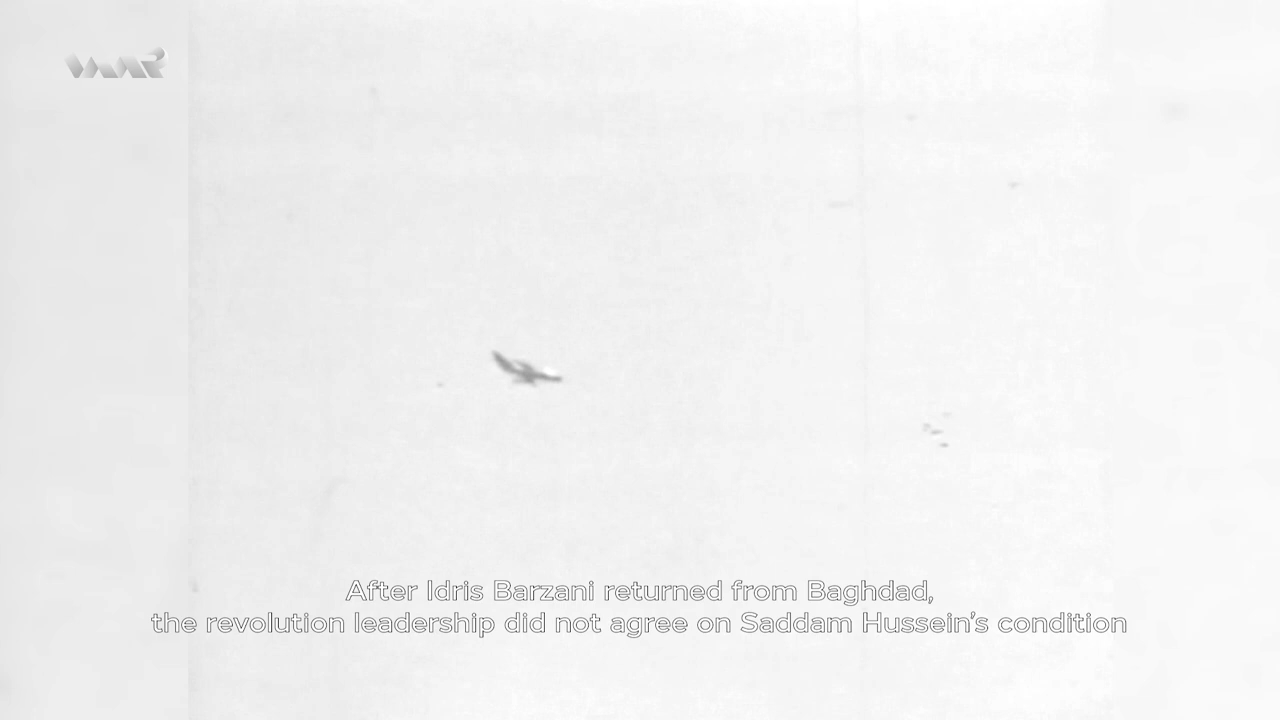 After Idris Barzani returned from Baghdad,
the revolution leadership did not agree on Saddam Hussein's condition